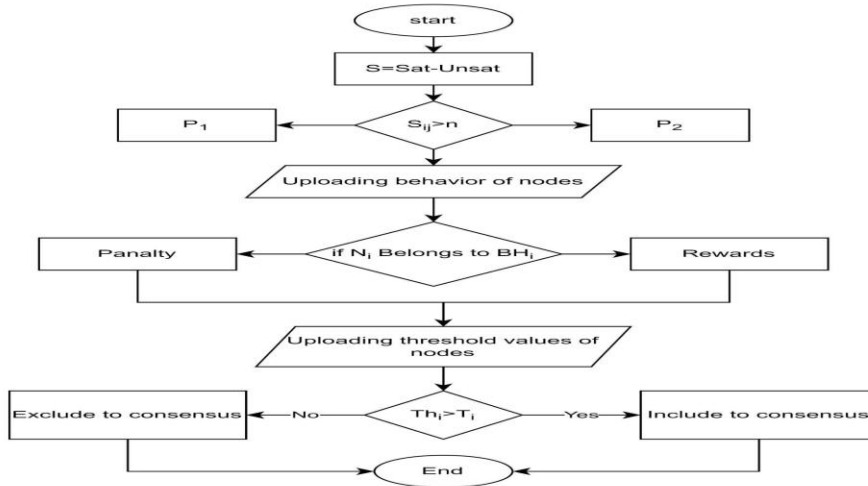 start
S=Sat-Unsat
P₁
Sᵢⱼ>n
P₂
Uploading behavior of nodes
Panalty
if Nᵢ Belongs to BHᵢ
Rewards
Uploading threshold values of
nodes
Exclude to consensus
No
Thᵢ>Tᵢ
Yes
Include to consensus
End